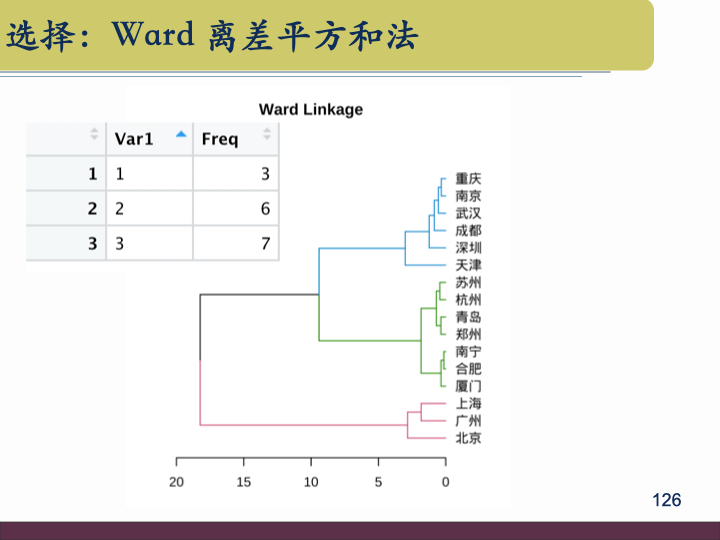 选择：Ward 离差平方和法
Ward Linkage
Var1 Freq
1 1 3
2 2 6
3 3 7
重庆
南京
武汉
成都
深圳
天津
苏州
杭州
青岛
郑州
南宁
合肥
厦门
上海
广州
北京
20 15 10 5 0
126